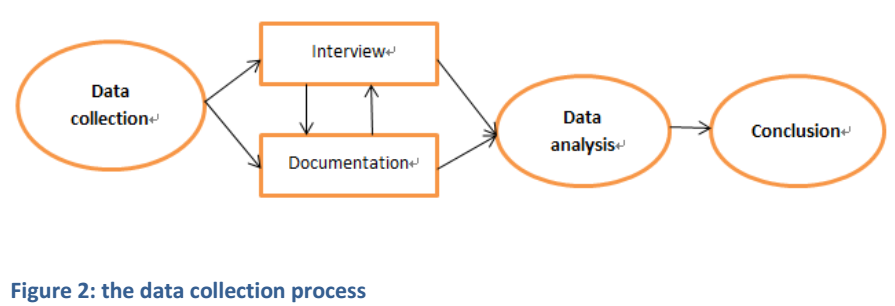 Data
collection↵
Interview↵
Documentation↵
Data
analysis↵
Conclusion↵
Figure 2: the data collection process